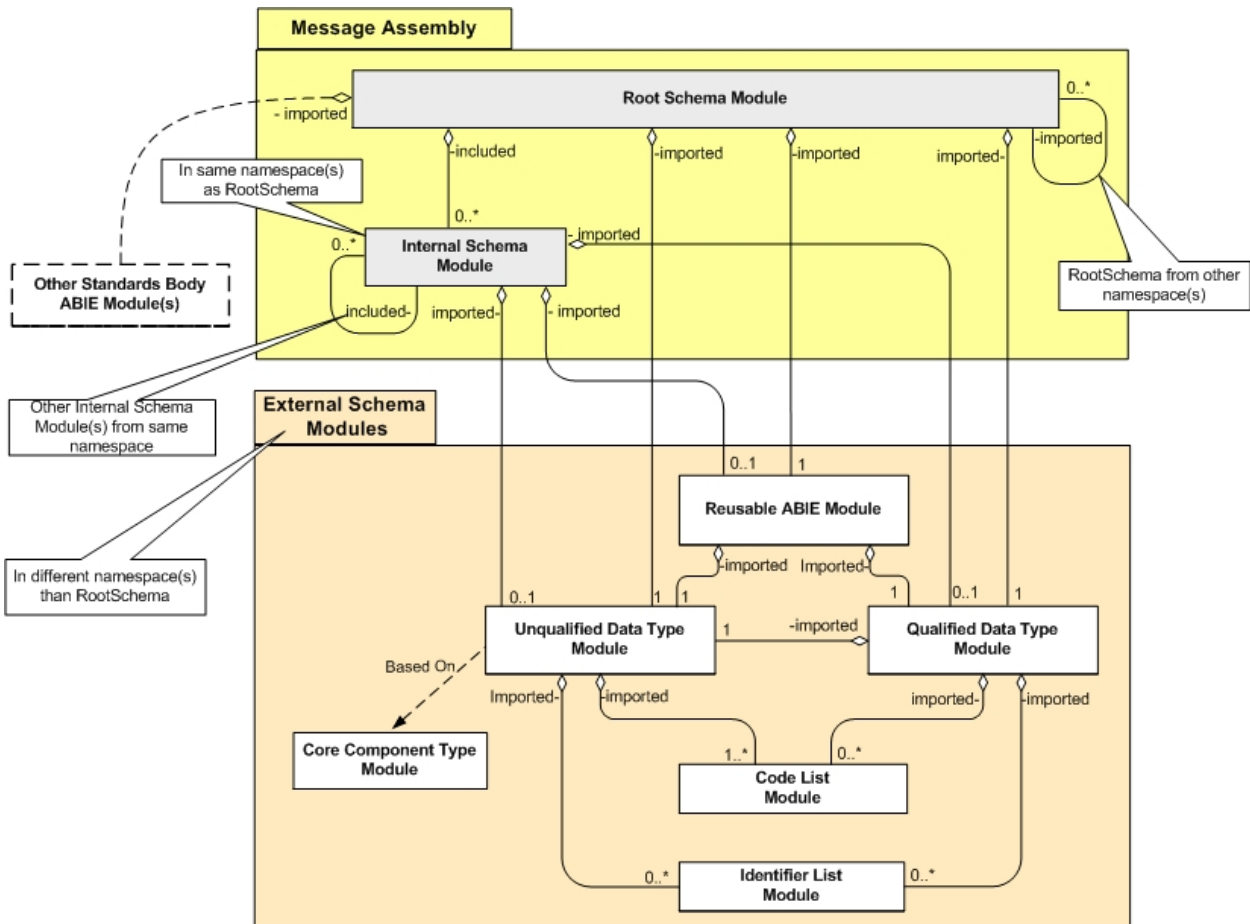 Message Assembly
Root Schema Module
0..*
- imported
-imported
-included
-imported
-imported
imported-
In same namespace(s)
as RootSchema
0..*
0..*
- imported
Internal Schema
Module
Other Standards Body
ABIE Module(s)
RootSchema from other
namespace(s)
included-
imported-
- imported
Other Internal Schema
Module(s) from same
namespace
External Schema
Modules
0..1
1
Reusable ABIE Module
-imported
Imported-
In different namespace(s)
than RootSchema
0..1
1
1
1
0..1
1
Unqualified Data Type
Module
1
-imported
Qualified Data Type
Module
Based On
Imported-
-imported
imported-
-imported
Core Component Type
Module
1..*
0..*
Code List
Module
0..*
0..*
Identifier List
Module